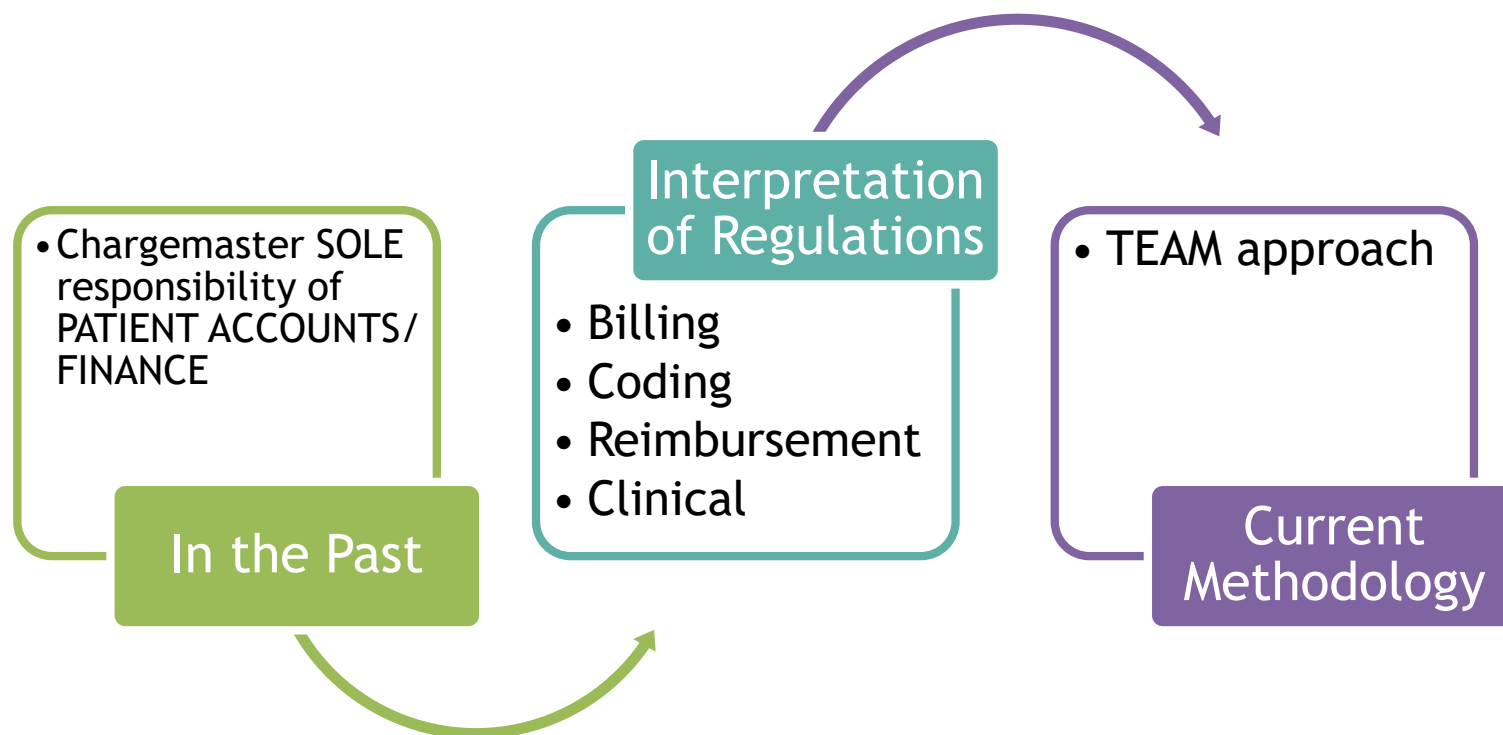 • Chargemaster SOLE
responsibility of
PATIENT ACCOUNTS/
FINANCE
In the Past
Interpretation
of Regulations
• Billing
• Coding
• Reimbursement
• Clinical
• TEAM approach
Current
Methodology